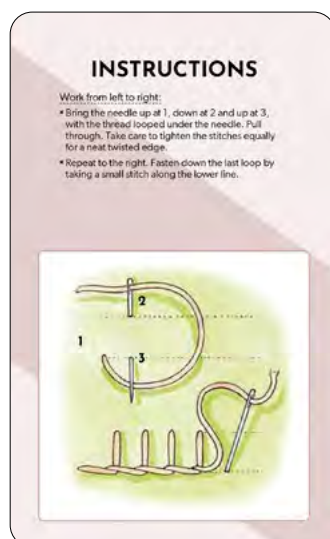 INSTRUCTIONS
Work from left to right:
• Bring the needle up at 1, down at 2 and up at 3,
with the thread looped under the needle. Pull
through. Take care to tighten the stitches equally
for a neat twisted edge.
• Repeat to the right. Fasten down the last loop by
taking a small stitch along the lower line.
2
1
3